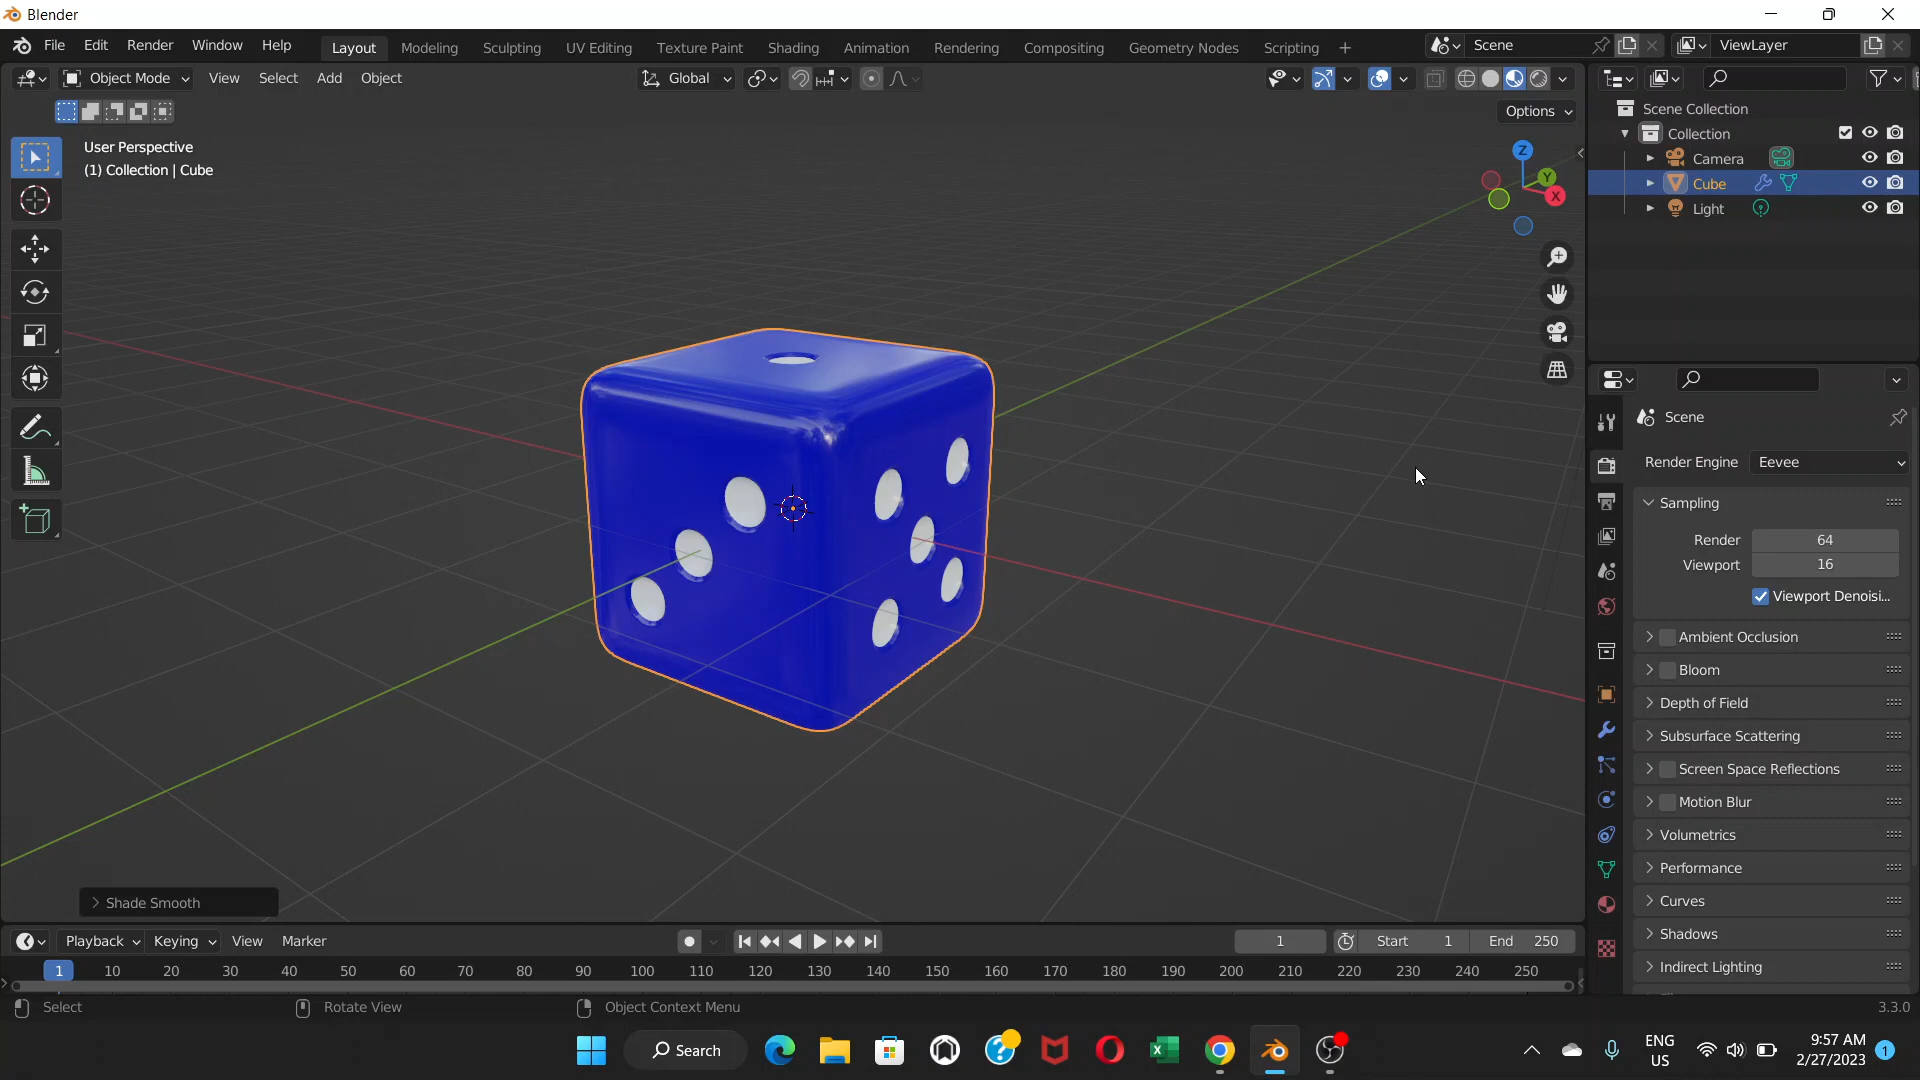 Blender
File Edit Render Window Help Layout Modeling Sculpting UV Editing Texture Paint Shading Animation Rendering Compositing Geometry Nodes Scripting + Scene ViewLayer
Object Mode View Select Add Object Global
Options
User Perspective
(1) Collection | Cube
Z
Y
X
Scene Collection
Collection
Camera
Cube
Light
Scene
Render Engine Eevee
Sampling
Render 64
Viewport 16
Viewport Denoisi...
Ambient Occlusion
Bloom
Depth of Field
Subsurface Scattering
Screen Space Reflections
Motion Blur
Volumetrics
Performance
Curves
Shadows
Indirect Lighting
Shade Smooth
Playback Keying View Marker 1 Start 1 End 250
1 10 20 30 40 50 60 70 80 90 100 110 120 130 140 150 160 170 180 190 200 210 220 230 240 250
Select Rotate View Object Context Menu 3.3.0
Search
ENG
US
9:57 AM
2/27/2023
1